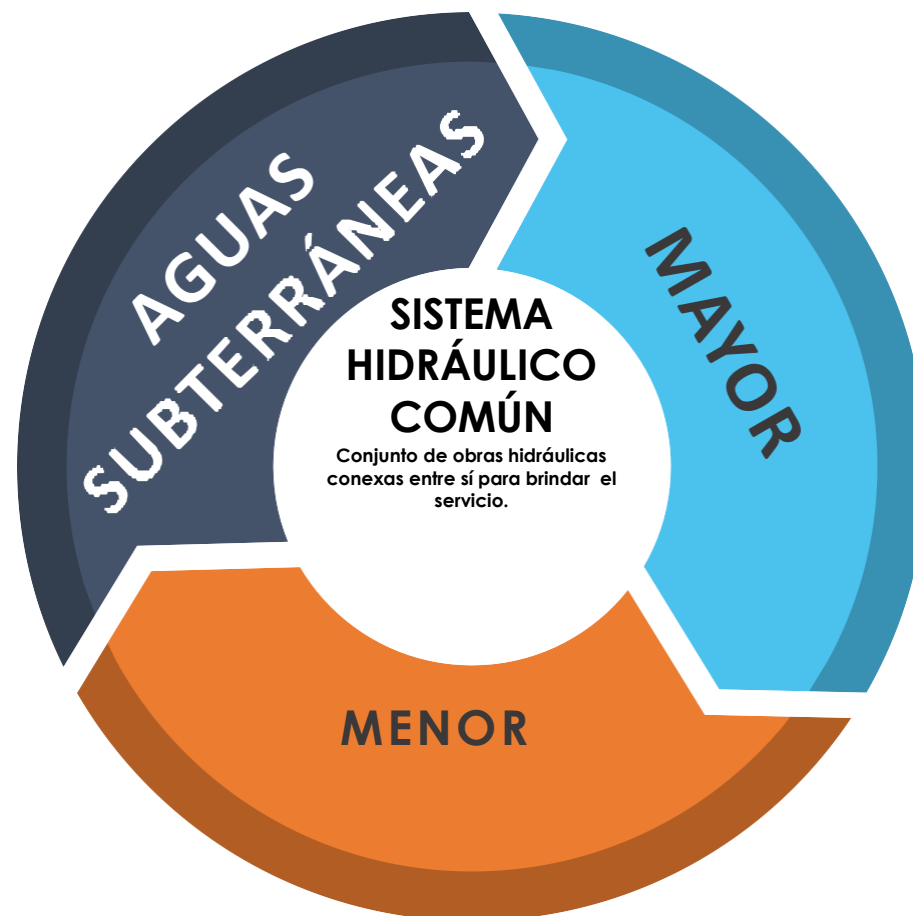 AGUAS
SUBTERRÁNEAS
MAYOR
SISTEMA
HIDRÁULICO
COMÚN
Conjunto de obras hidráulicas
conexas entre sí para brindar el
servicio.
MENOR